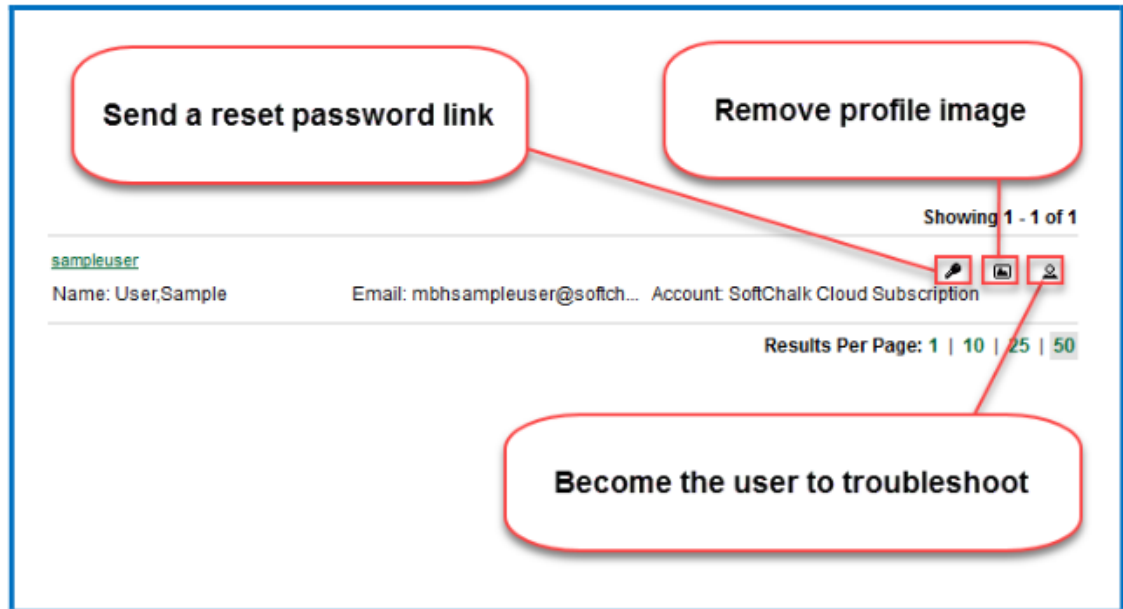 Send a reset password link
Remove profile image
Showing 1 - 1 of 1
sampleuser
Name: User,Sample Email: mbhsampleuser@softch... Account: SoftChalk Cloud Subscription
Results Per Page: 1 | 10 | 25 | 50
Become the user to troubleshoot